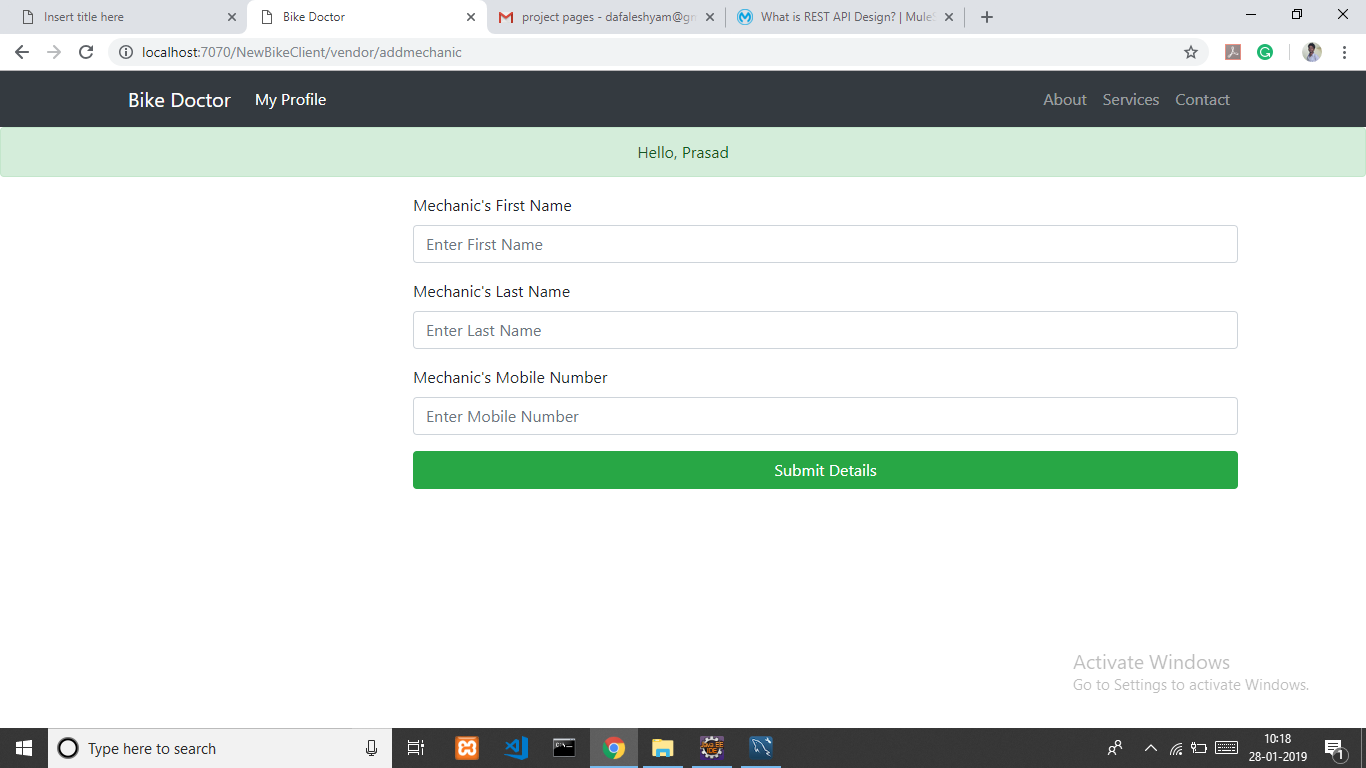 Insert title here
Bike Doctor
project pages - dafaleshyam@gm
What is REST API Design? | Mule
localhost:7070/NewBikeClient/vendor/addmechanic
Bike Doctor
My Profile
About
Services
Contact
Hello, Prasad
Mechanic's First Name
Enter First Name
Mechanic's Last Name
Enter Last Name
Mechanic's Mobile Number
Enter Mobile Number
Submit Details
Activate Windows
Go to Settings to activate Windows.
Type here to search
10:18
28-01-2019
1